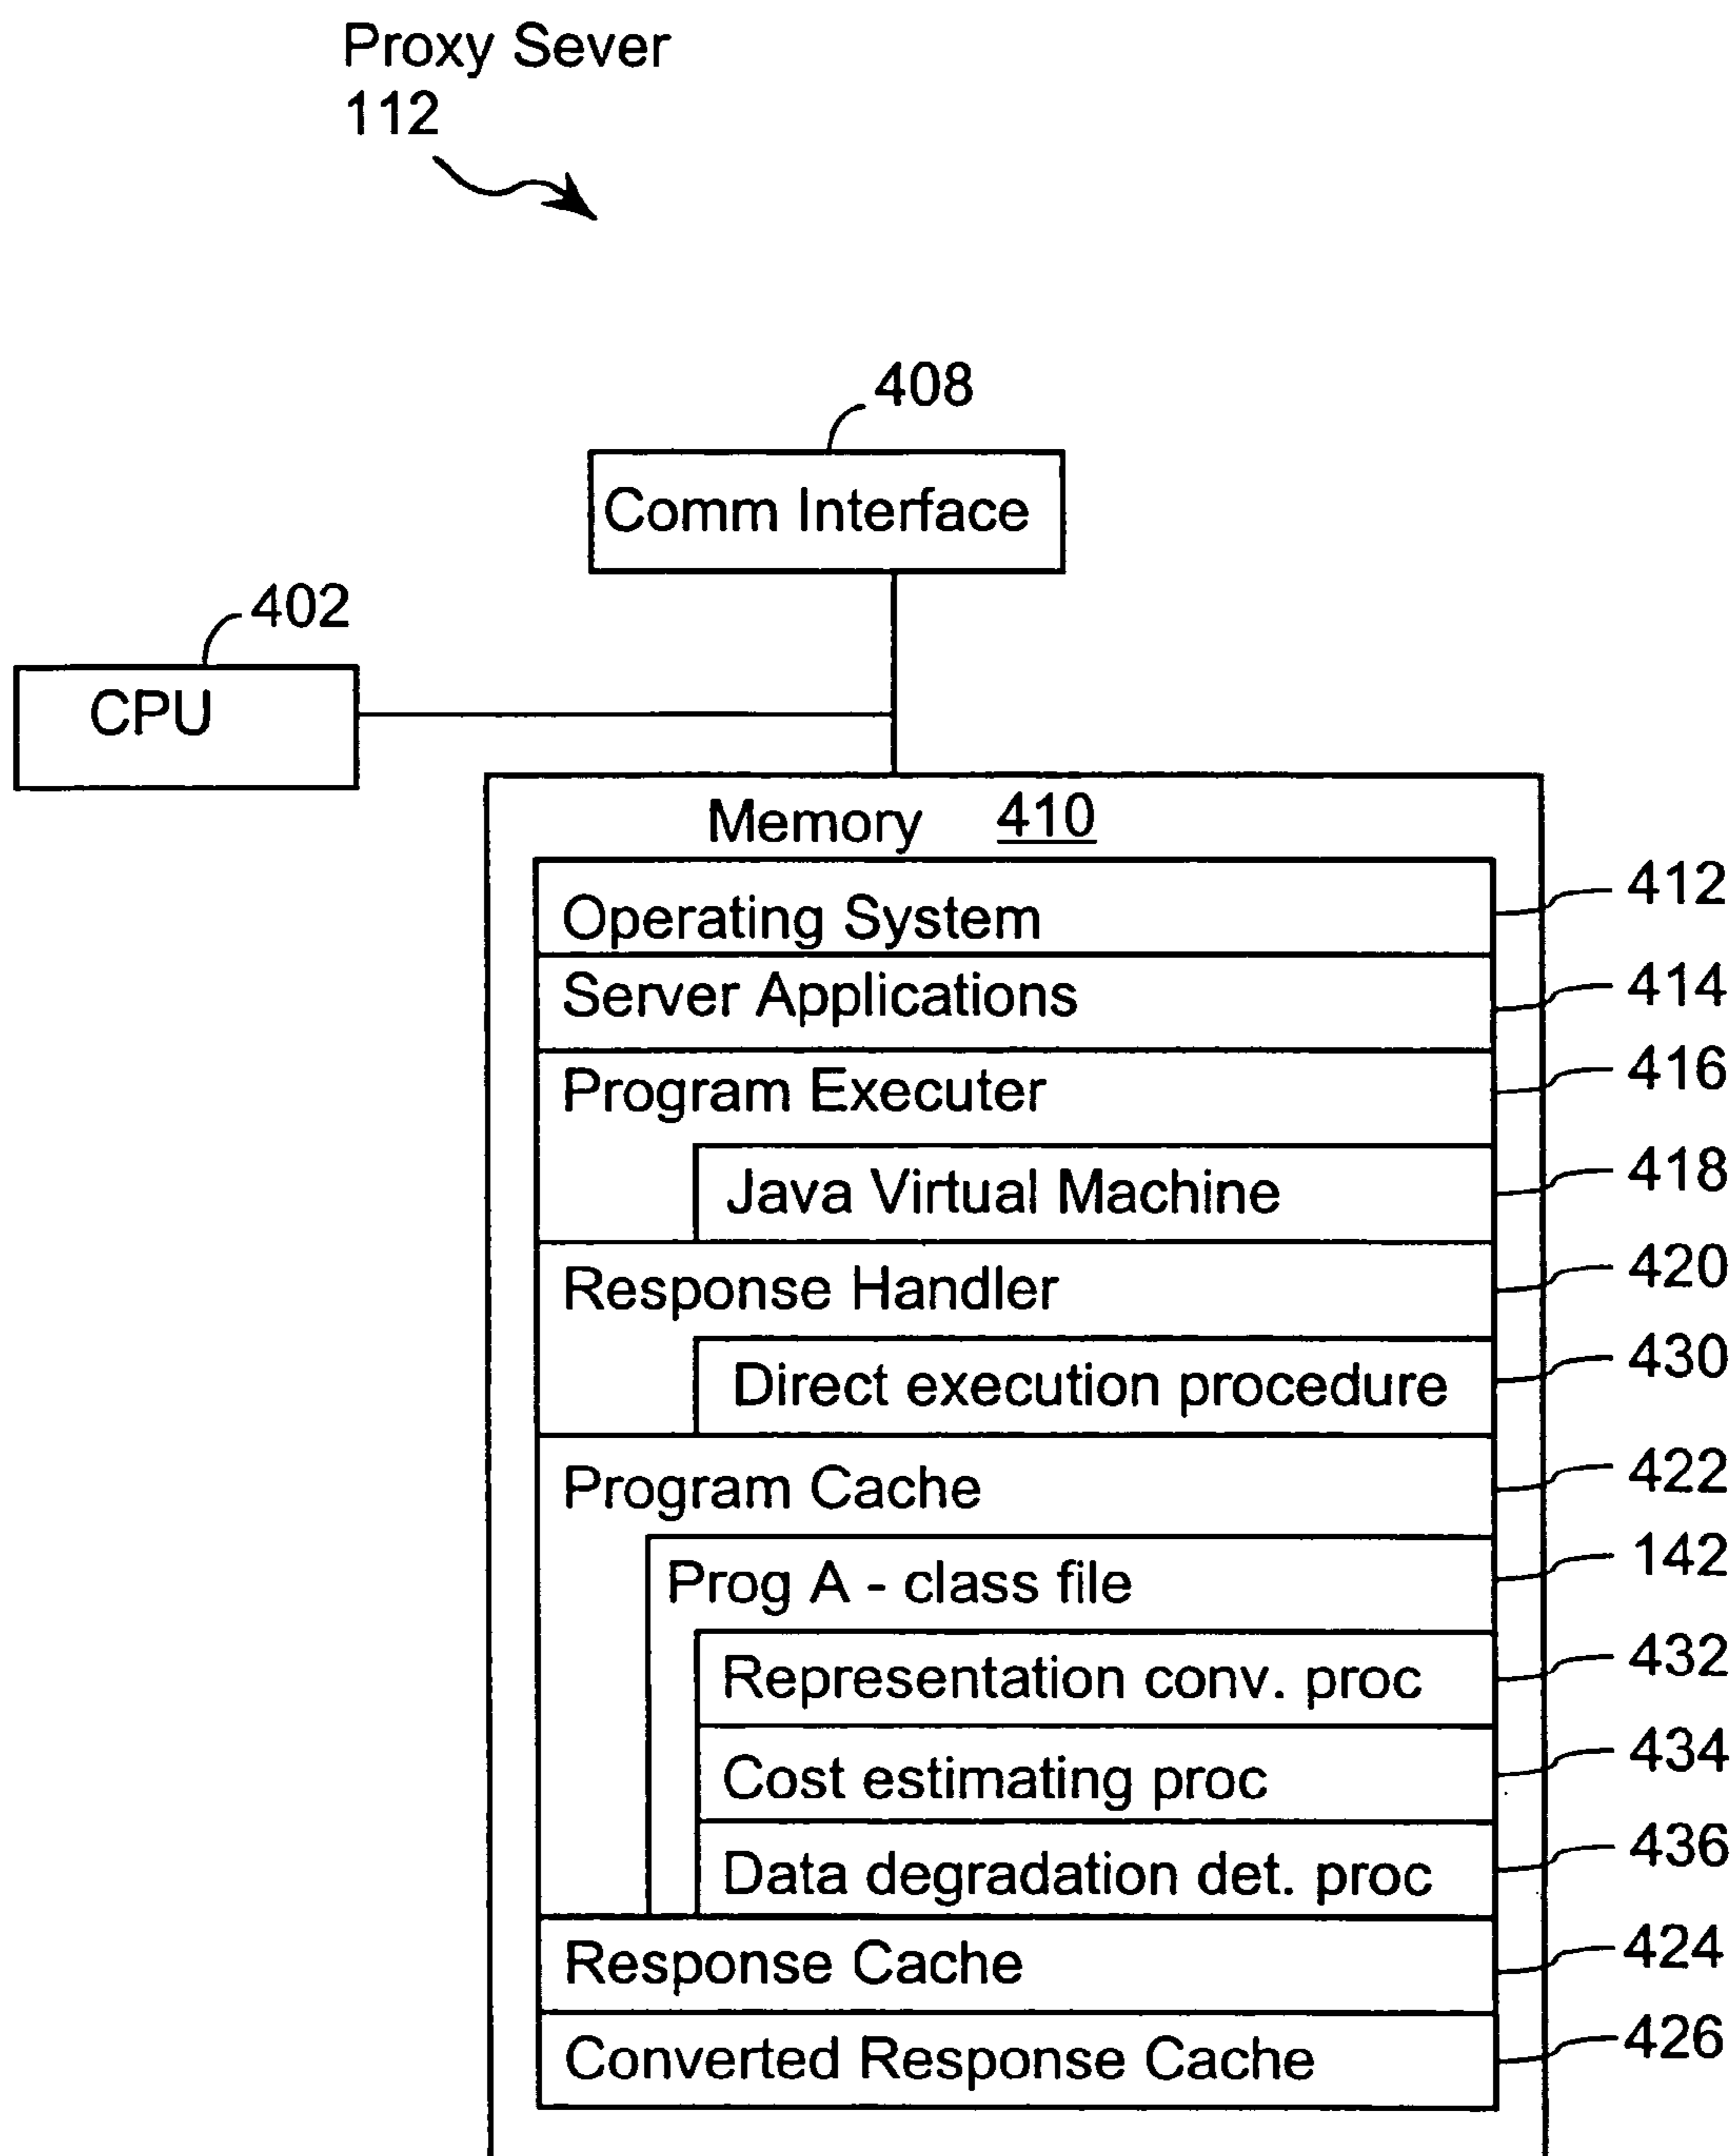 Proxy Sever
112
408
Comm Interface
402
CPU
Memory 410
Operating System 412
Server Applications 414
Program Executer 416
Java Virtual Machine 418
Response Handler 420
Direct execution procedure 430
Program Cache 422
Prog A - class file 142
Representation conv. proc 432
Cost estimating proc 434
Data degradation det. proc 436
Response Cache 424
Converted Response Cache 426